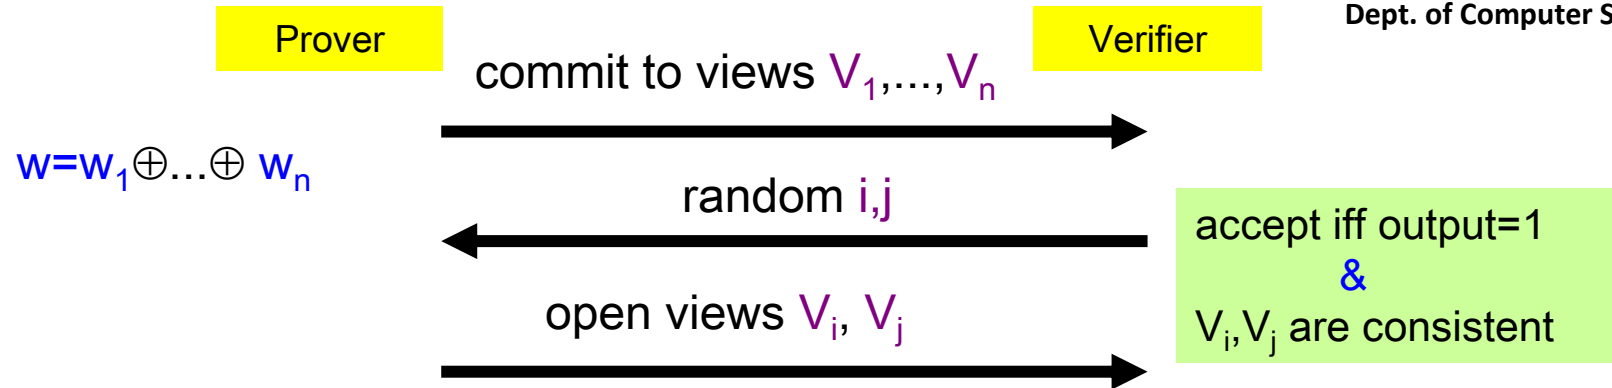 Dept. of Computer S
Prover
Verifier
commit to views V₁,...,Vₙ
w=w₁⊕...⊕ wₙ
random i,j
accept iff output=1
&
Vᵢ,Vⱼ are consistent
open views Vᵢ, Vⱼ